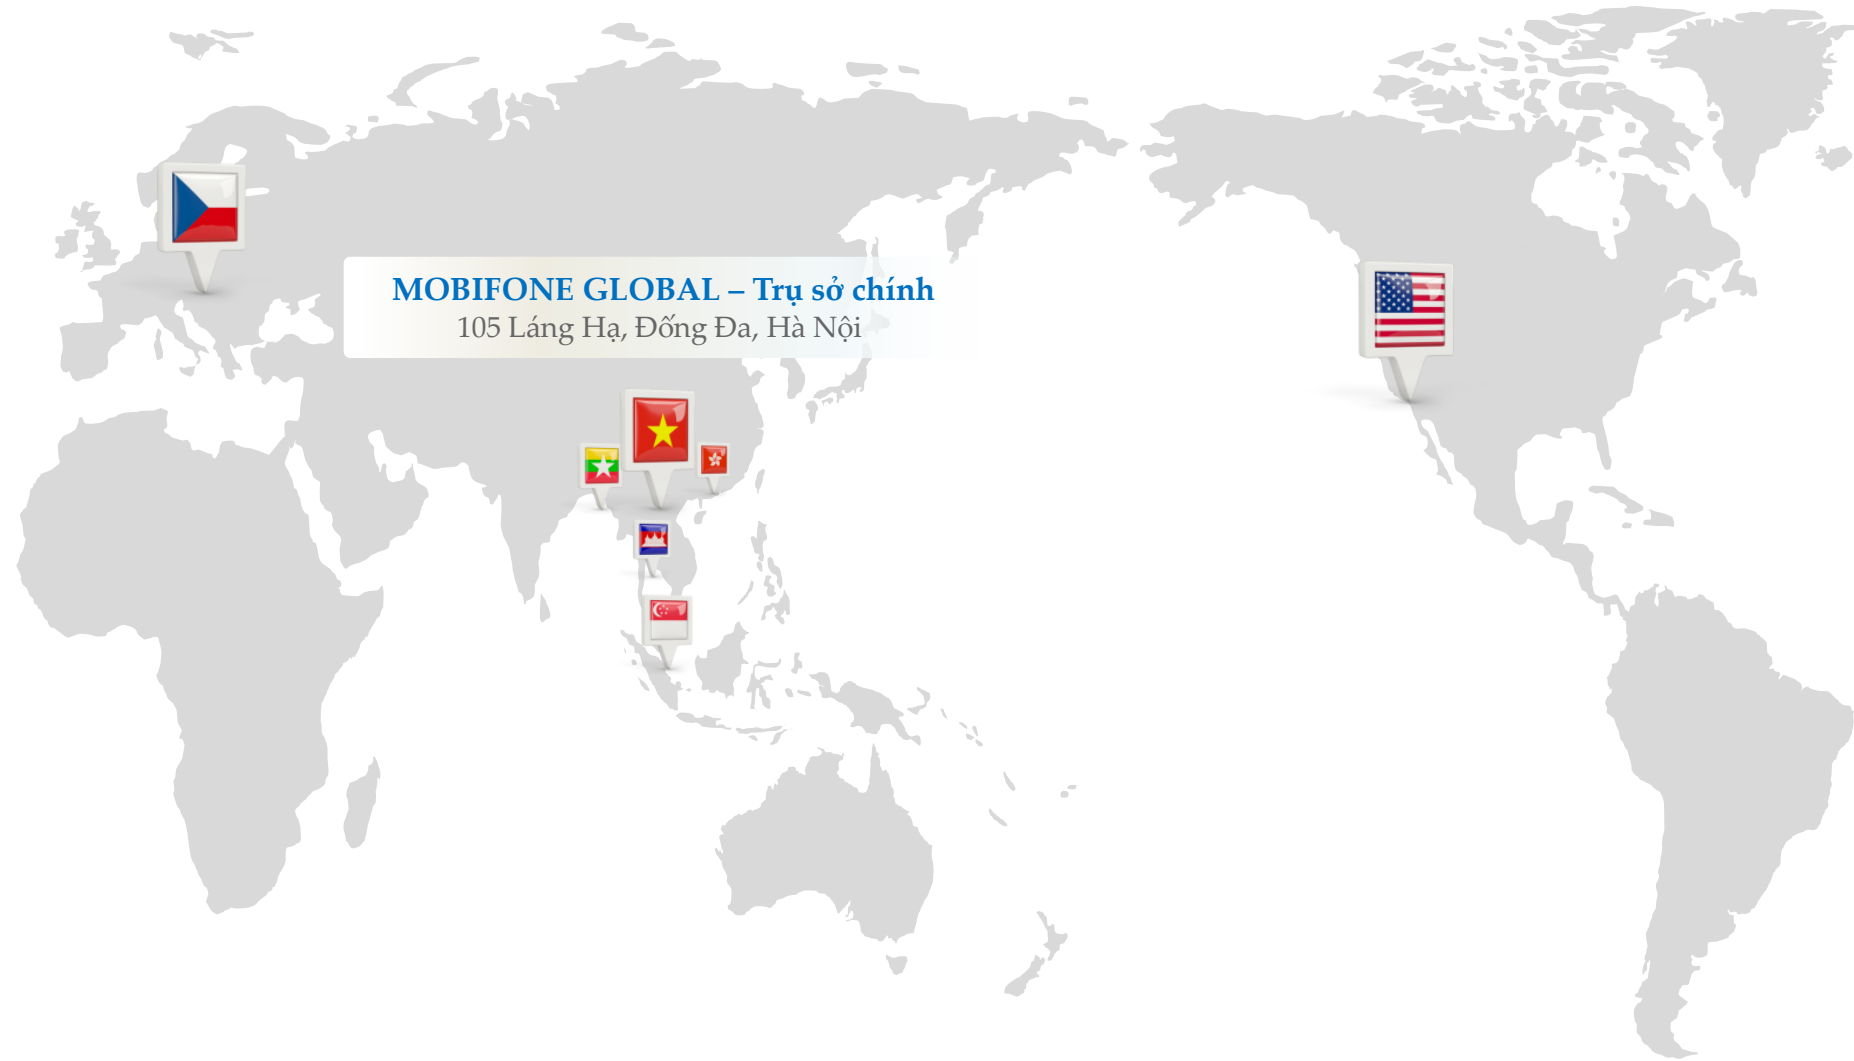 MOBIFONE GLOBAL – Trụ sở chính
105 Láng Hạ, Đống Đa, Hà Nội